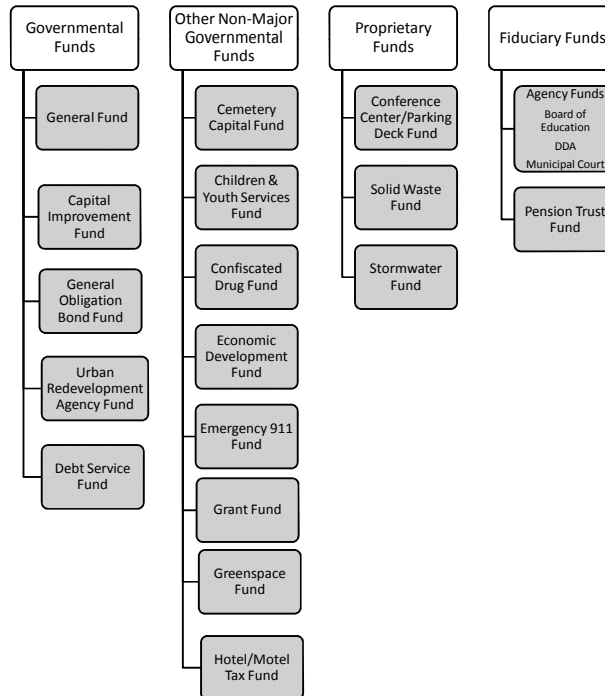 Governmental
Funds
General Fund
Capital
Improvement
Fund
General
Obligation
Bond Fund
Urban
Redevelopment
Agency Fund
Debt Service
Fund
Other Non-Major
Governmental
Funds
Cemetery
Capital Fund
Children &
Youth Services
Fund
Confiscated
Drug Fund
Economic
Development
Fund
Emergency 911
Fund
Grant Fund
Greenspace
Fund
Hotel/Motel
Tax Fund
Proprietary
Funds
Conference
Center/Parking
Deck Fund
Solid Waste
Fund
Stormwater
Fund
Fiduciary Funds
Agency Funds
Board of
Education
DDA
Municipal Court
Pension Trust
Fund